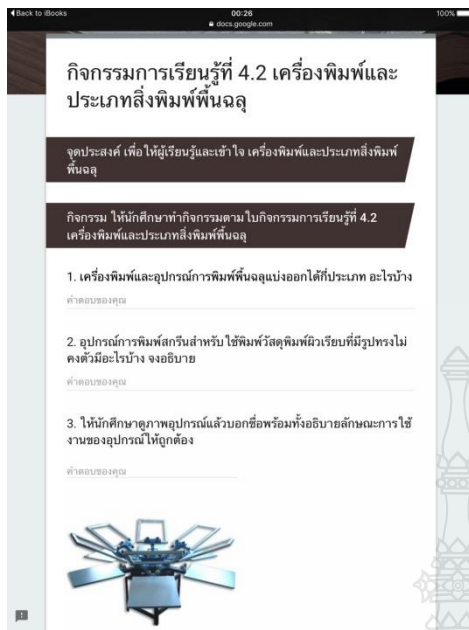 Back to iBooks
00:26
100%
docs.google.com
กิจกรรมการเรียนรู้ที่ 4.2 เครื่องพิมพ์และ
ประเภทสิ่งพิมพ์พื้นฉลุ
จุดประสงค์ เพื่อให้ผู้เรียนรู้และเข้าใจ เครื่องพิมพ์และประเภทสิ่งพิมพ์
พื้นฉลุ
กิจกรรม ให้นักศึกษาทำกิจกรรมตามใบกิจกรรมการเรียนรู้ที่ 4.2
เครื่องพิมพ์และประเภทสิ่งพิมพ์พื้นฉลุ
1. เครื่องพิมพ์และอุปกรณ์การพิมพ์พื้นฉลุแบ่งออกได้กี่ประเภท อะไรบ้าง
คำตอบของคุณ
2. อุปกรณ์การพิมพ์สกรีนสำหรับใช้พิมพ์วัสดุพิมพ์ผิวเรียบที่มีรูปทรงไม่
คงตัวมีอะไรบ้าง จงอธิบาย
คำตอบของคุณ
3. ให้นักศึกษาดูภาพอุปกรณ์แล้วบอกชื่อพร้อมทั้งอธิบายลักษณะการใช้
งานของอุปกรณ์ให้ถูกต้อง
คำตอบของคุณ